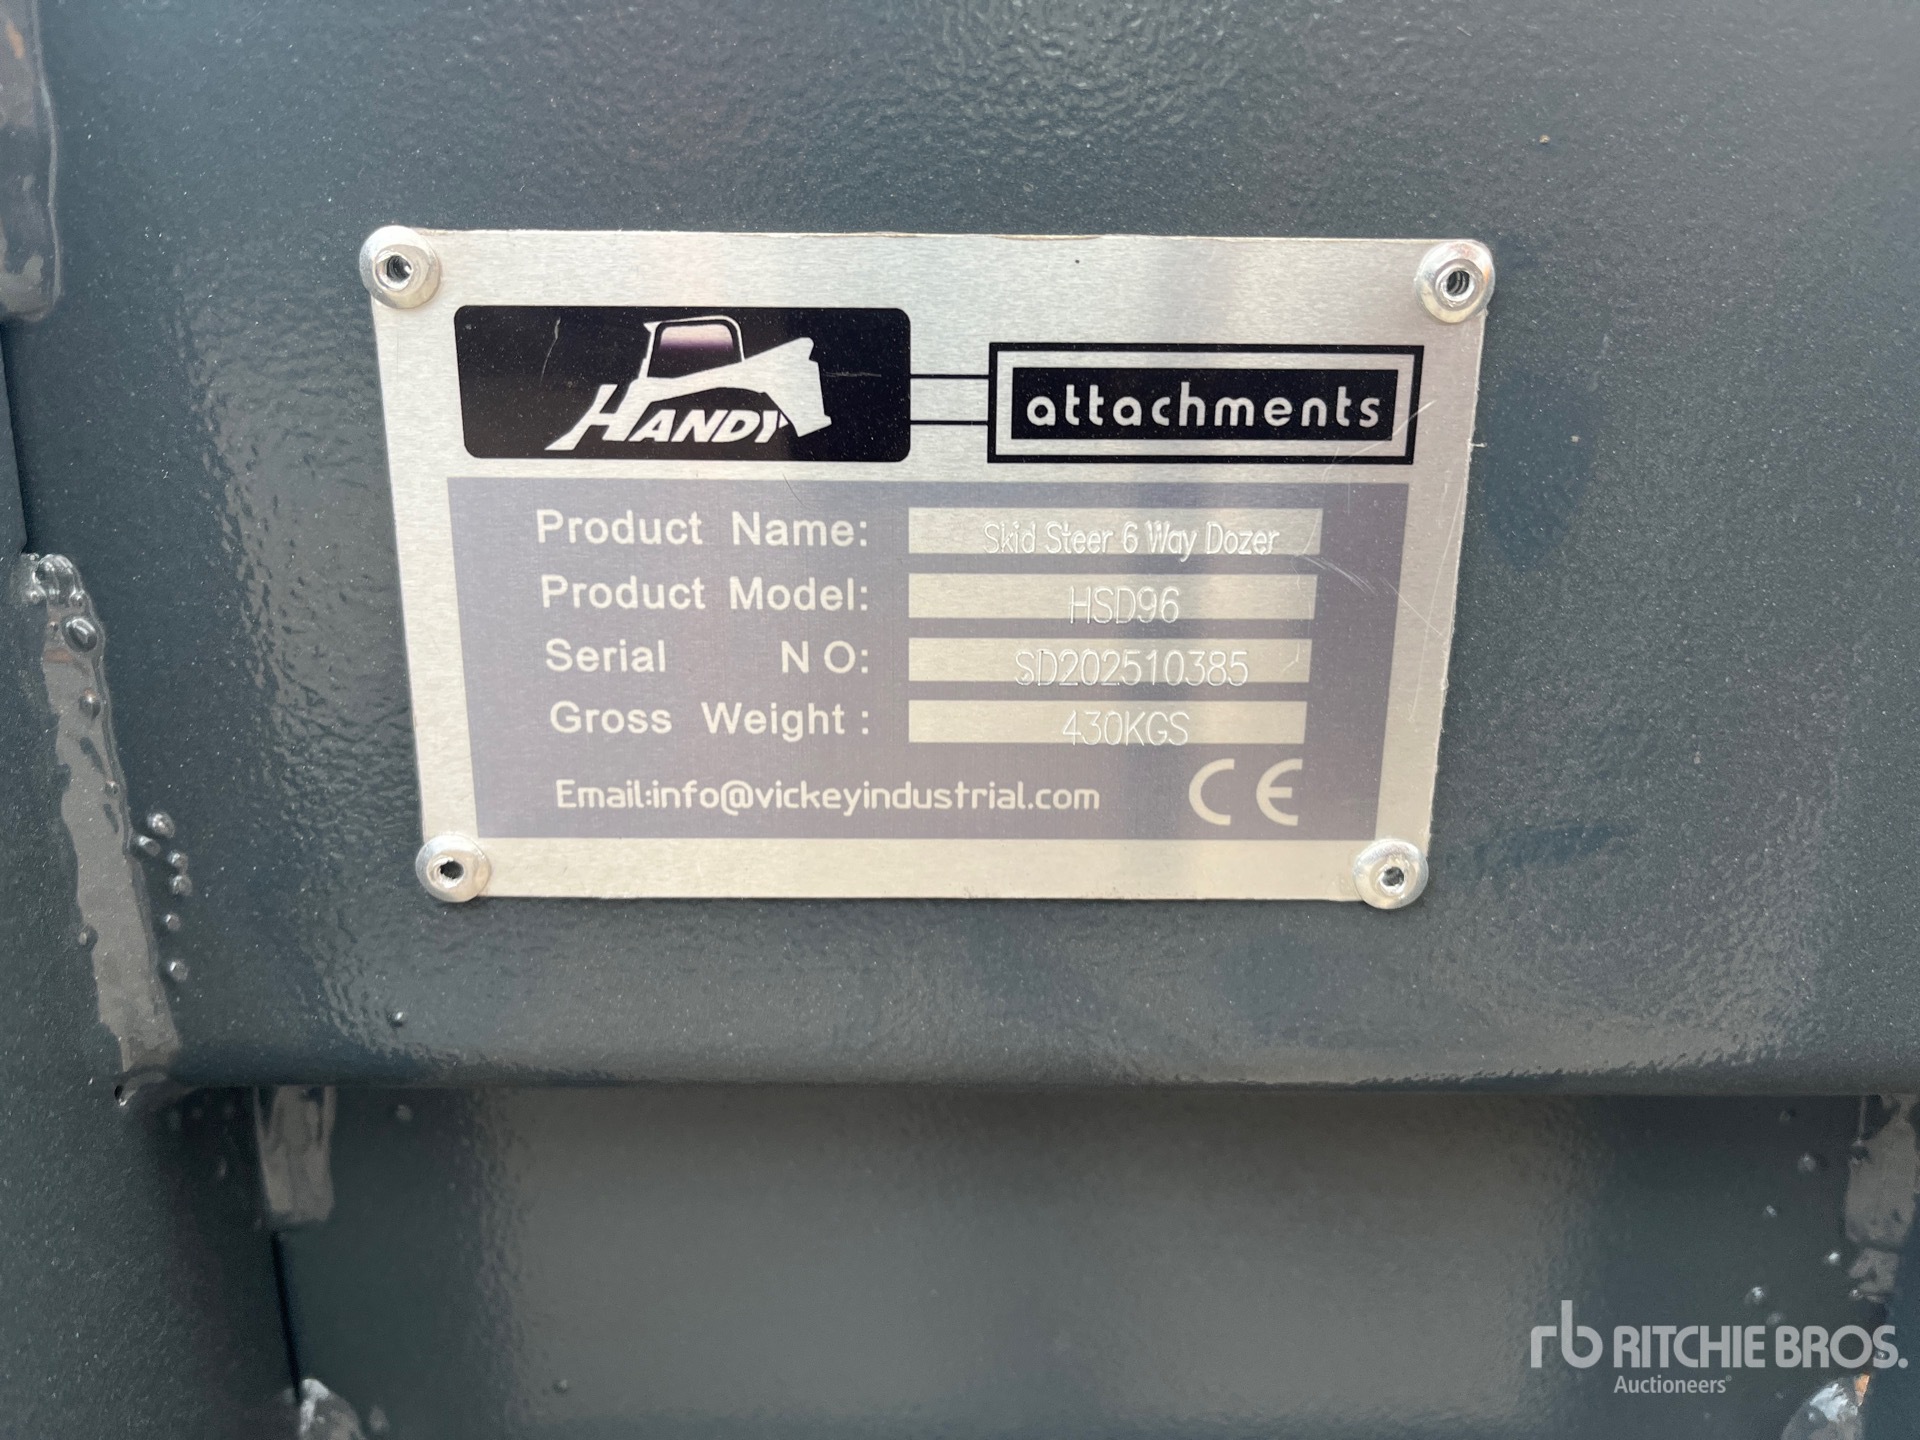 HANDY
attachments
Product Name: Skid Steer 6 Way Dozer
Product Model: HSD96
Serial NO: SD202510385
Gross Weight: 430KGS
Email:info@vickeyindustrial.com CE
rb RITCHIE BROS.
Auctioneers